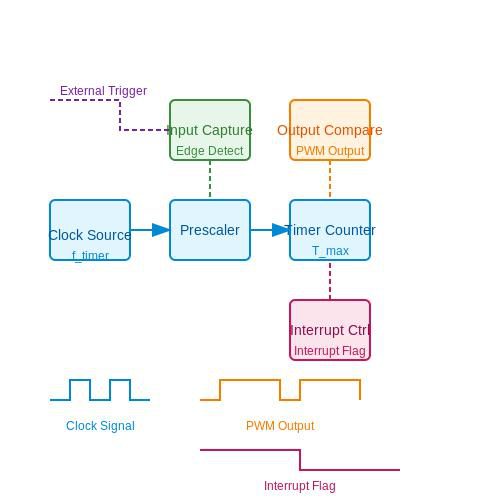 External Trigger
Input Capture
Edge Detect
Output Compare
PWM Output
Clock Source
f_timer
Prescaler
Timer Counter
T_max
Interrupt Ctrl
Interrupt Flag
Clock Signal
PWM Output
Interrupt Flag